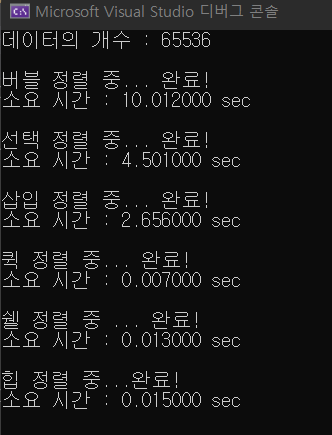 Microsoft Visual Studio 디버그 콘솔
데이터의 개수 : 65536
버블 정렬 중... 완료!
소요 시간 : 10.012000 sec
선택 정렬 중... 완료!
소요 시간 : 4.501000 sec
삽입 정렬 중... 완료!
소요 시간 : 2.656000 sec
퀵 정렬 중... 완료!
소요 시간 : 0.007000 sec
쉘 정렬 중 ... 완료!
소요 시간 : 0.013000 sec
힙 정렬 중...완료!
소요 시간 : 0.015000 sec